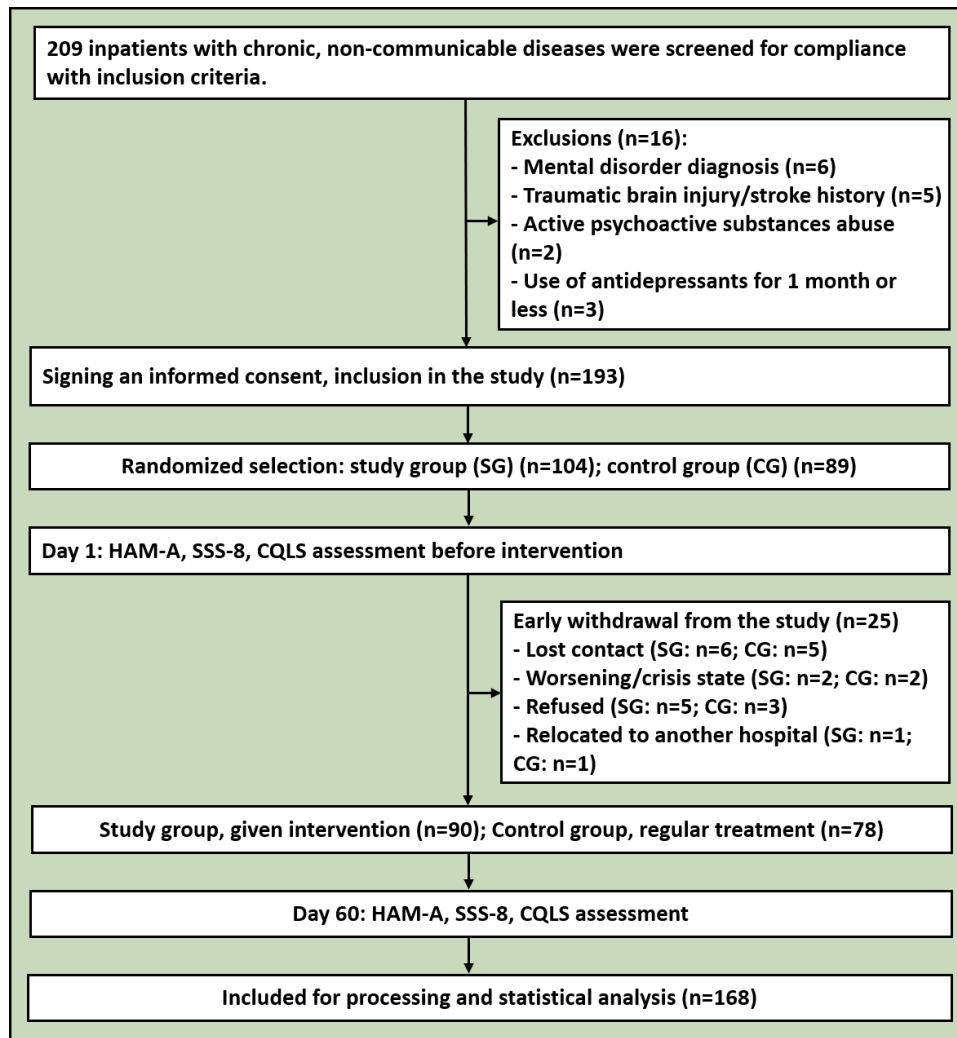 209 inpatients with chronic, non-communicable diseases were screened for compliance
with inclusion criteria.
Exclusions (n=16):
- Mental disorder diagnosis (n=6)
- Traumatic brain injury/stroke history (n=5)
- Active psychoactive substances abuse
(n=2)
- Use of antidepressants for 1 month or
less (n=3)
Signing an informed consent, inclusion in the study (n=193)
Randomized selection: study group (SG) (n=104); control group (CG) (n=89)
Day 1: HAM-A, SSS-8, CQLS assessment before intervention
Early withdrawal from the study (n=25)
- Lost contact (SG: n=6; CG: n=5)
- Worsening/crisis state (SG: n=2; CG: n=2)
- Refused (SG: n=5; CG: n=3)
- Relocated to another hospital (SG: n=1;
CG: n=1)
Study group, given intervention (n=90); Control group, regular treatment (n=78)
Day 60: HAM-A, SSS-8, CQLS assessment
Included for processing and statistical analysis (n=168)